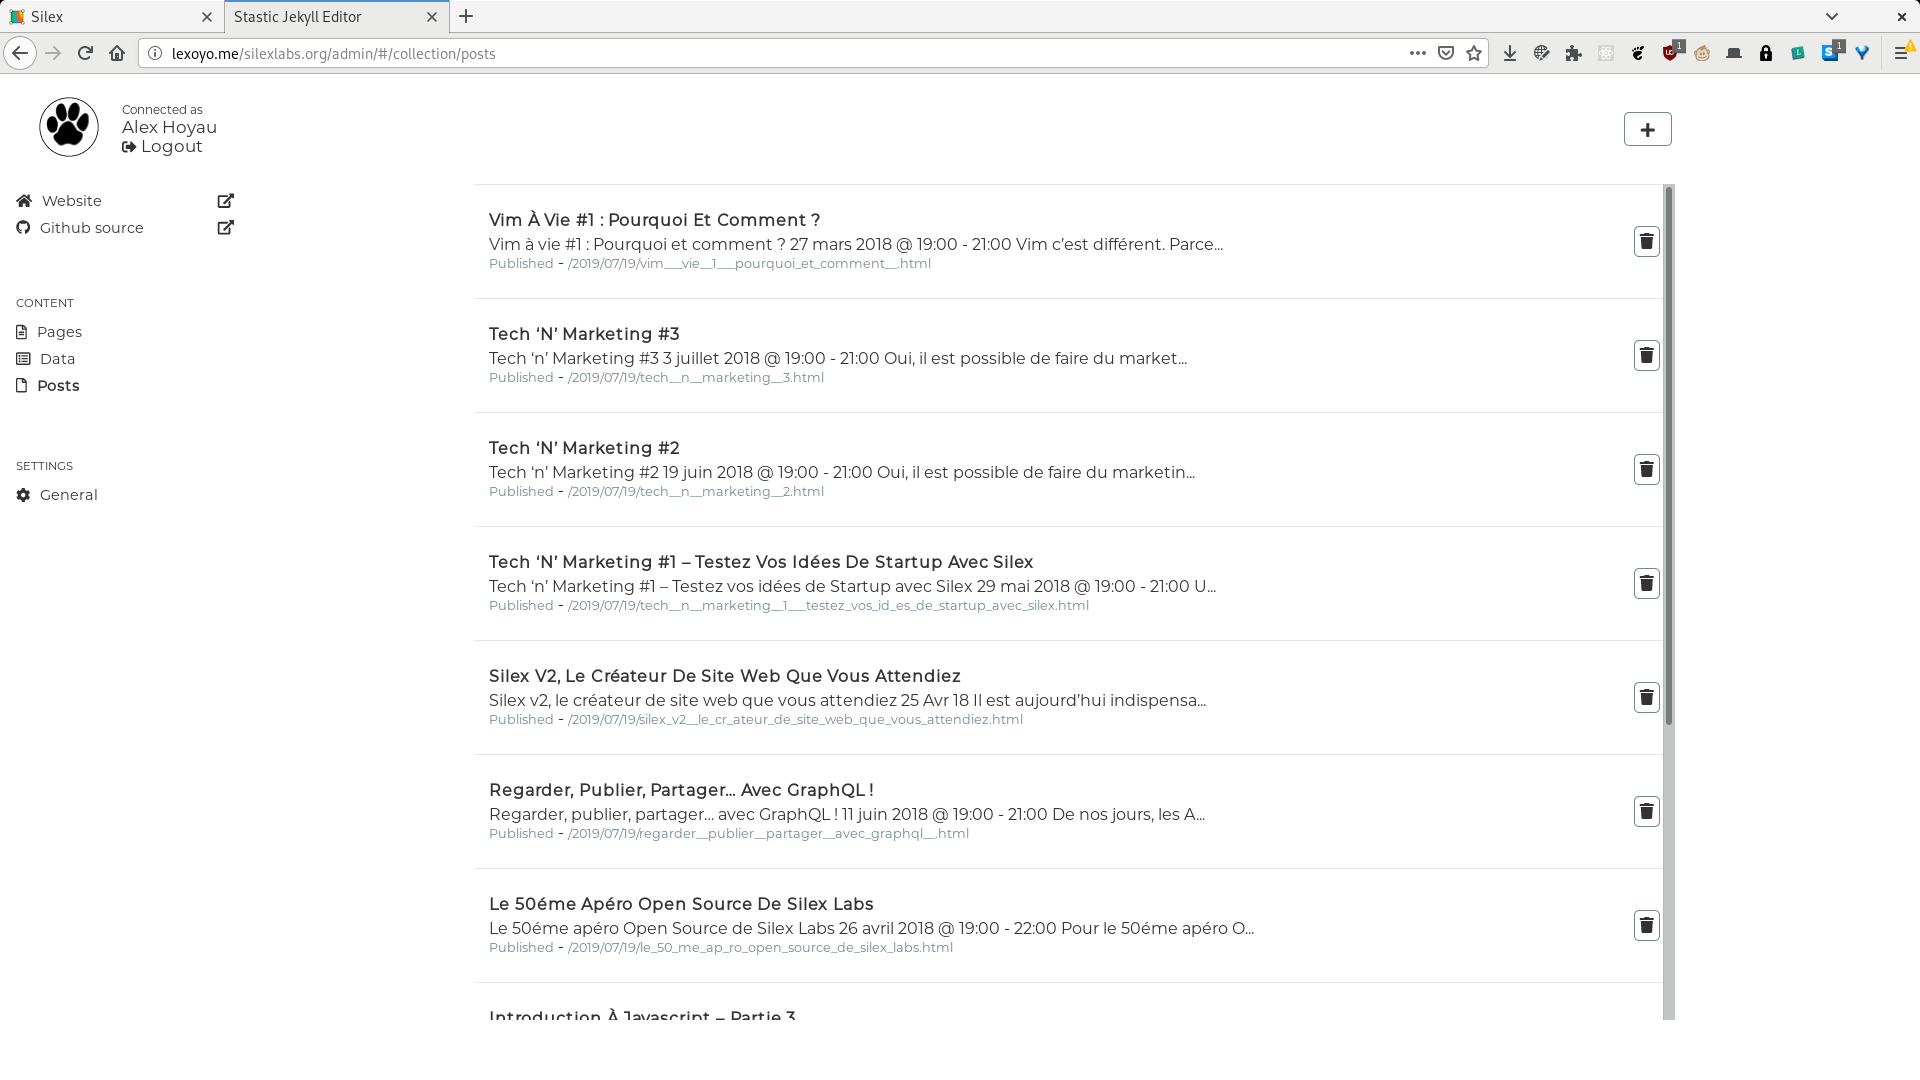 Silex
Stastic Jekyll Editor
lexoyo.me/silexlabs.org/admin/#/collection/posts
1
1
Connected as
Alex Hoyau
Logout
Website
Github source
CONTENT
Pages
Data
Posts
SETTINGS
General
Vim À Vie #1 : Pourquoi Et Comment ?
Vim à vie #1 : Pourquoi et comment ? 27 mars 2018 @ 19:00 - 21:00 Vim c’est différent. Parce...
Published - /2019/07/19/vim___vie__1___pourquoi_et_comment__.html
Tech ‘N’ Marketing #3
Tech ‘n’ Marketing #3 3 juillet 2018 @ 19:00 - 21:00 Oui, il est possible de faire du market...
Published - /2019/07/19/tech__n__marketing__3.html
Tech ‘N’ Marketing #2
Tech ‘n’ Marketing #2 19 juin 2018 @ 19:00 - 21:00 Oui, il est possible de faire du marketin...
Published - /2019/07/19/tech__n__marketing__2.html
Tech ‘N’ Marketing #1 – Testez Vos Idées De Startup Avec Silex
Tech ‘n’ Marketing #1 – Testez vos idées de Startup avec Silex 29 mai 2018 @ 19:00 - 21:00 U...
Published - /2019/07/19/tech__n__marketing__1___testez_vos_id_es_de_startup_avec_silex.html
Silex V2, Le Créateur De Site Web Que Vous Attendiez
Silex v2, le créateur de site web que vous attendiez 25 Avr 18 Il est aujourd’hui indispensa...
Published - /2019/07/19/silex_v2__le_cr_ateur_de_site_web_que_vous_attendiez.html
Regarder, Publier, Partager... Avec GraphQL !
Regarder, publier, partager... avec GraphQL ! 11 juin 2018 @ 19:00 - 21:00 De nos jours, les A...
Published - /2019/07/19/regarder__publier__partager__avec_graphql__.html
Le 50éme Apéro Open Source De Silex Labs
Le 50éme apéro Open Source de Silex Labs 26 avril 2018 @ 19:00 - 22:00 Pour le 50éme apéro O...
Published - /2019/07/19/le_50_me_ap_ro_open_source_de_silex_labs.html
Introduction À Javascript – Partie 3